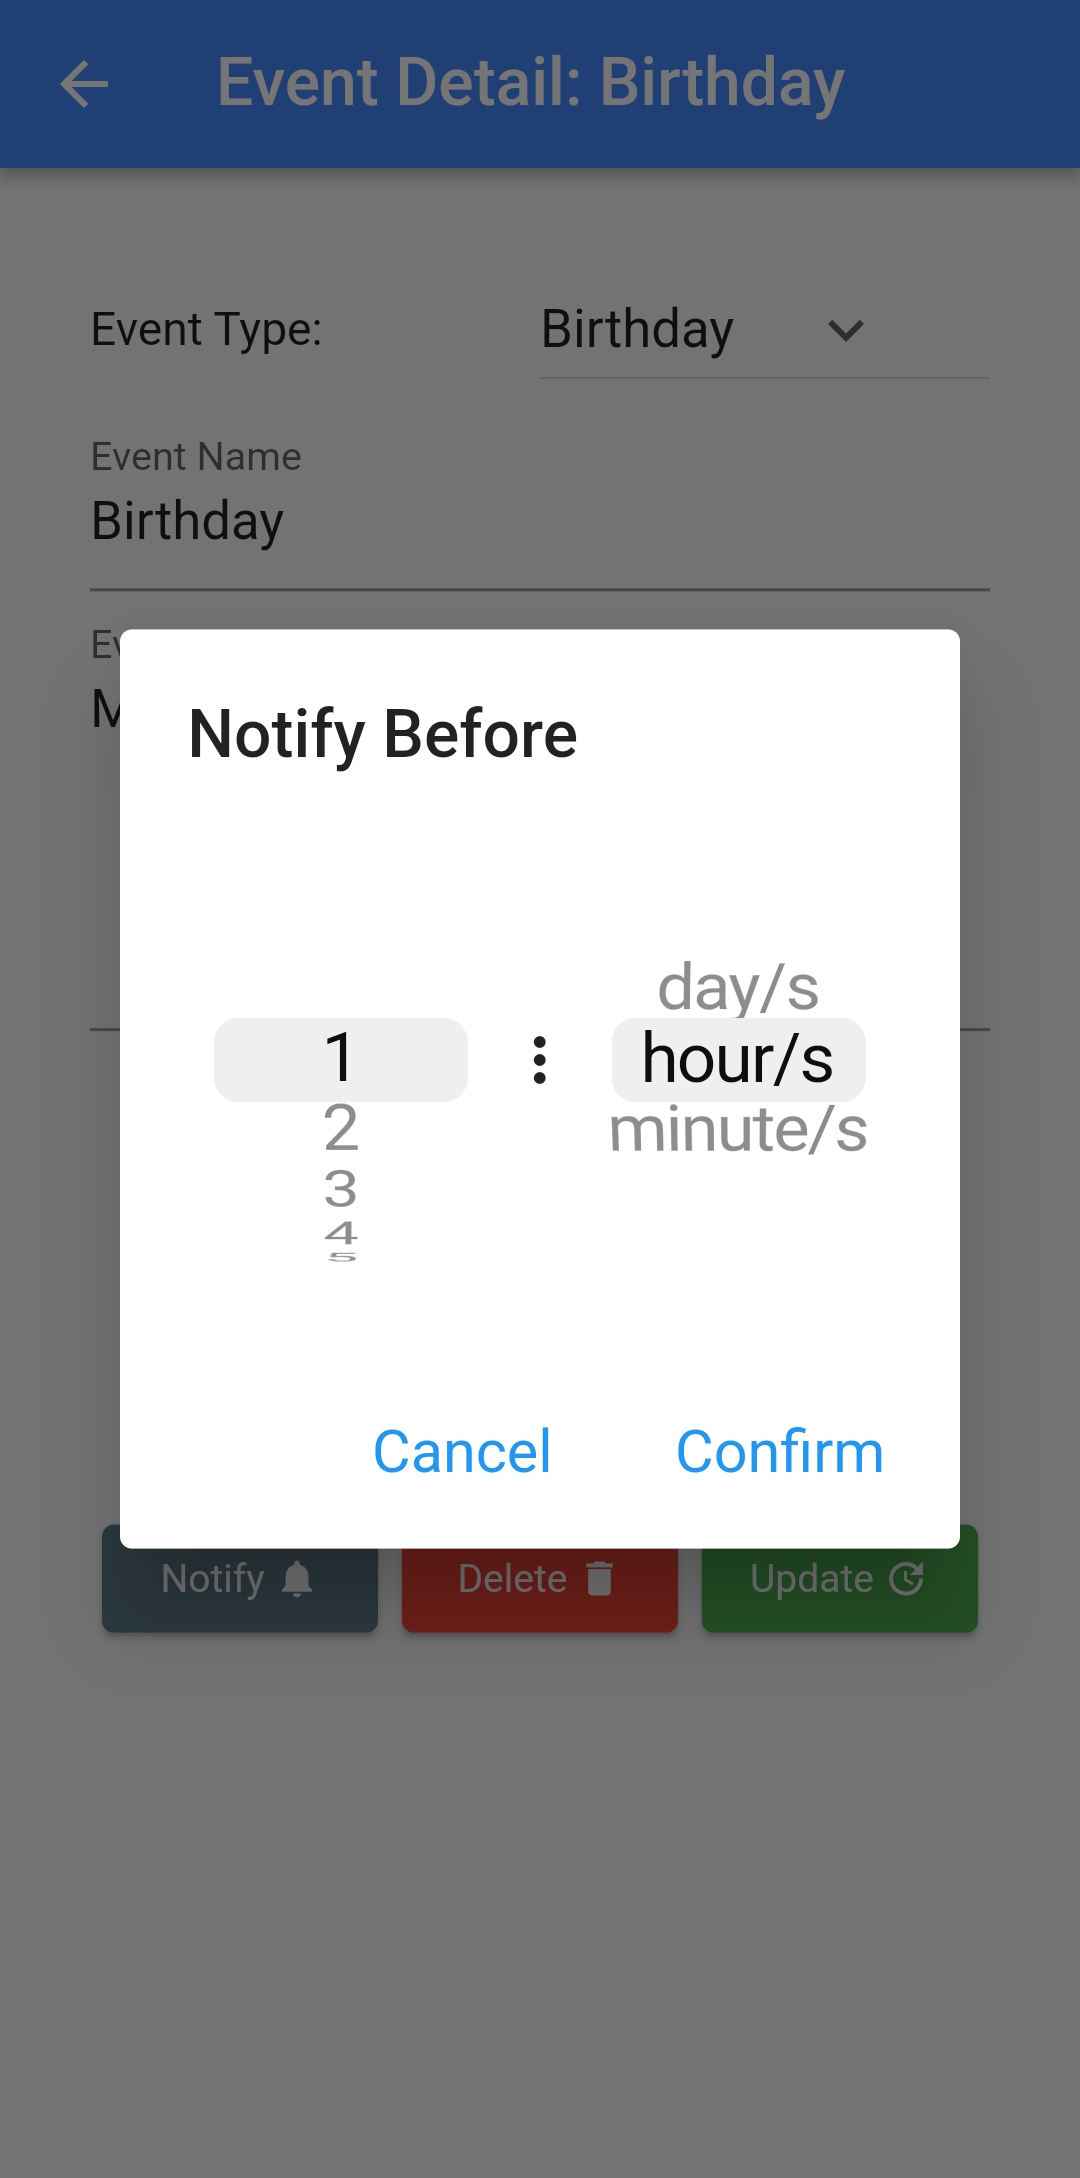 Event Detail: Birthday
Event Type: Birthday
Event Name
Birthday
Notify Before
day/s
1 hour/s
2 minute/s
3
4
5
Cancel Confirm
Notify Delete Update